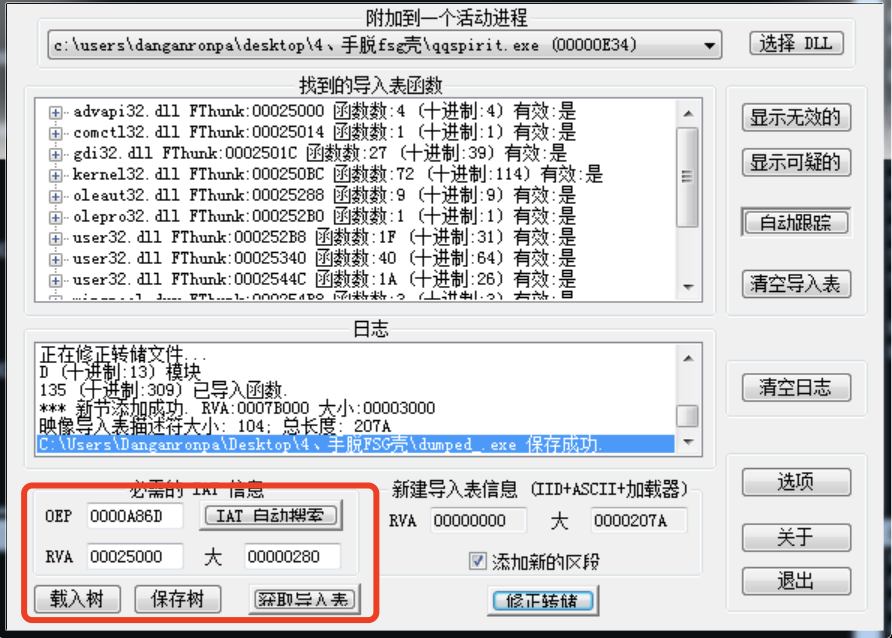 附加到一个活动进程
c:\users\danganronpa\desktop\4、手脱fsg壳\qqspirit.exe (00000E34)
选择 DLL
找到的导入表函数
advapi32.dll FThunk:00025000 函数数:4 (十进制:4) 有效:是
comctl32.dll FThunk:00025014 函数数:1 (十进制:1) 有效:是
gdi32.dll FThunk:0002501C 函数数:27 (十进制:39) 有效:是
kernel32.dll FThunk:000250BC 函数数:72 (十进制:114) 有效:是
oleaut32.dll FThunk:00025288 函数数:9 (十进制:9) 有效:是
olepro32.dll FThunk:000252B0 函数数:1 (十进制:1) 有效:是
user32.dll FThunk:000252B8 函数数:1F (十进制:31) 有效:是
user32.dll FThunk:00025340 函数数:40 (十进制:64) 有效:是
user32.dll FThunk:0002544C 函数数:1A (十进制:26) 有效:是
显示无效的
显示可疑的
自动跟踪
清空导入表
日志
正在修正转储文件...
D (十进制:13) 模块
135 (十进制:309) 已导入函数.
*** 新节添加成功. RVA:0007B000 大小:00003000
映像导入表描述符大小: 104; 总长度: 207A
C:\Users\Danganronpa\Desktop\4、手脱FSG壳\dumped_.exe 保存成功.
清空日志
必需的 IAT 信息
OEP 0000A86D IAT 自动搜索
RVA 00025000 大 00000280
载入树 保存树 获取导入表
新建导入表信息 (IID+ASCII+加载器)
RVA 00000000 大 0000207A
添加新的区段
修正转储
选项
关于
退出